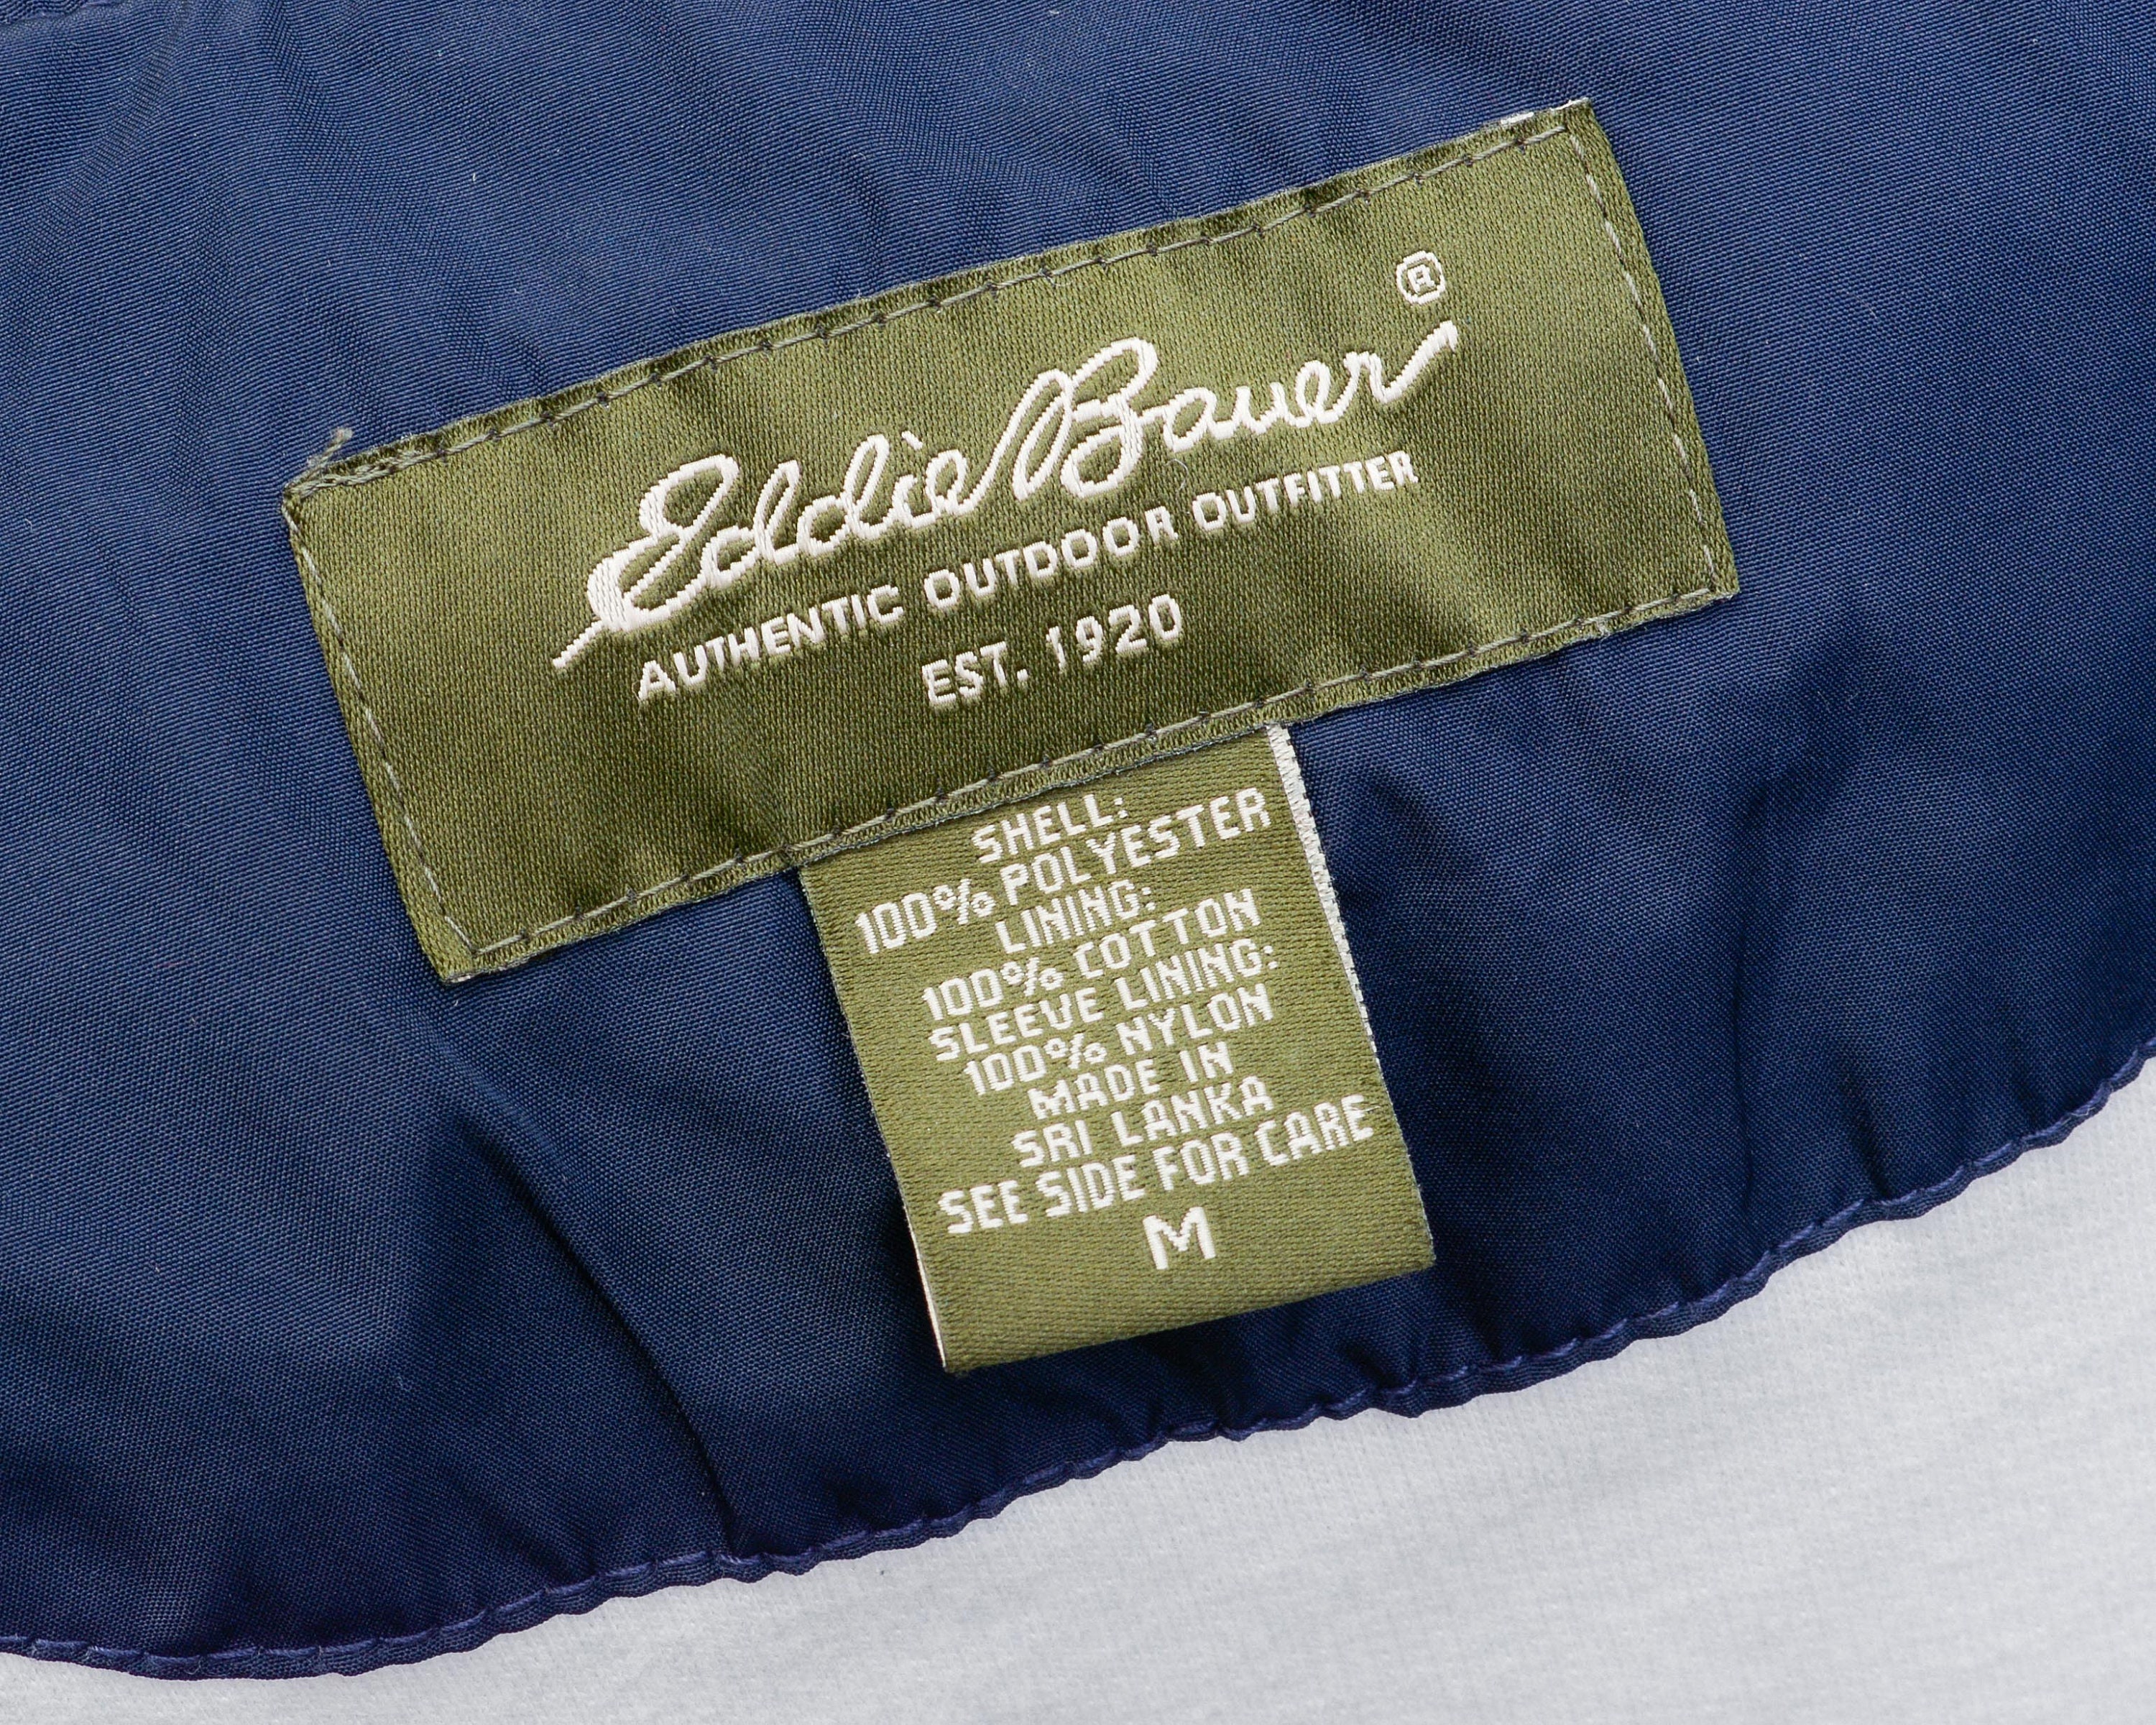 Eddie Bauer®
AUTHENTIC OUTDOOR OUTFITTER
EST. 1920
SHELL:
100% POLYESTER
LINING:
100% COTTON
SLEEVE LINING:
100% NYLON
MADE IN
SRI LANKA
SEE SIDE FOR CARE
M